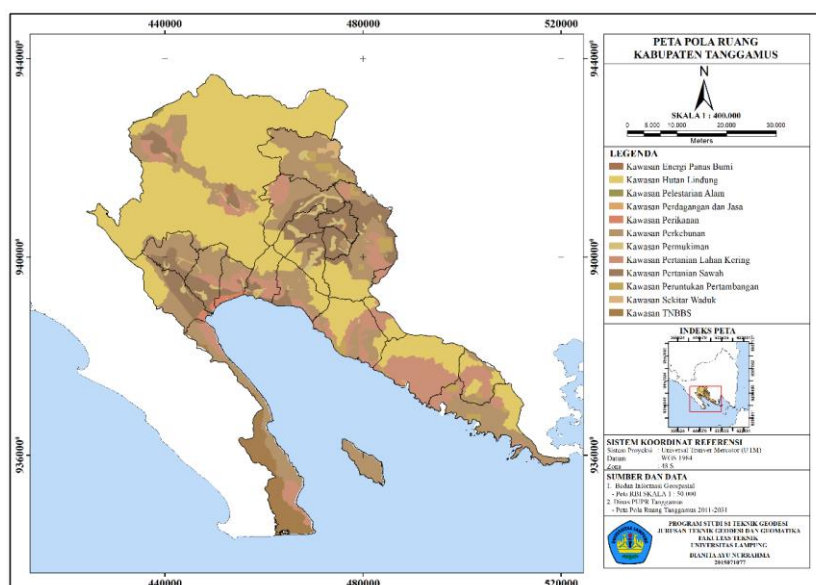 440000 480000 520000
9440000
9400000
9360000
440000 480000 520000
PETA POLA RUANG
KABUPATEN TANGGAMUS
N
SKALA 1 : 400.000
0 5.000 10.000 20.000 30.000
Meters
LEGENDA
Kawasan Energi Panas Bumi
Kawasan Hutan Lindung
Kawasan Pelestarian Alam
Kawasan Perdagangan dan Jasa
Kawasan Perikanan
Kawasan Perkebunan
Kawasan Permukiman
Kawasan Pertanian Lahan Kering
Kawasan Pertanian Sawah
Kawasan Peruntukan Pertambangan
Kawasan Sekitar Waduk
Kawasan TNBBS
INDEKS PETA
SISTEM KOORDINAT REFERENSI
Sistem Proyeksi : Universal Transver Mercator (UTM)
Datum : WGS 1984
Zona : 48 S
SUMBER DAN DATA
1. Badan Informasi Geospasial
- Peta RBI SKALA 1 : 50.000
2. Dinas PUPR Tanggamus
- Peta Pola Ruang Tanggamus 2011-2031
PROGRAM STUDI S1 TEKNIK GEODESI
JURUSAN TEKNIK GEODESI DAN GEOMATIKA
FAKULTAS TEKNIK
UNIVERSITAS LAMPUNG
DIANITA AYU NURRAHMA